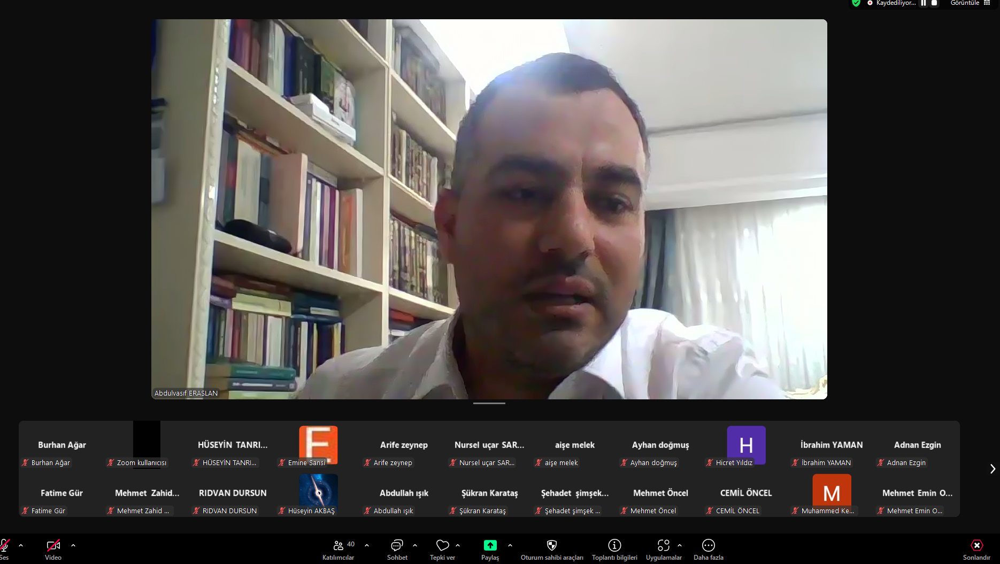 Kaydediliyor...
Görüntüle
Abdulvasıf ERASLAN
Burhan Ağar
HÜSEYİN TANRI...
E
Arife zeynep
Nursel uçar SAR...
aişe melek
Ayhan doğmuş
H
İbrahim YAMAN
Adnan Ezgin
Burhan Ağar
Zoom kullanıcısı
HÜSEYİN TANRI...
Emine Sansi
Arife zeynep
Nursel uçar SAR...
aişe melek
Ayhan doğmuş
Hicret Yıldız
İbrahim YAMAN
Adnan Ezgin
Fatime Gür
Mehmet Zahid...
RIDVAN DURSUN
Abdullah ışık
Şükran Karataş
Şehadet şimşek...
Mehmet Öncel
CEMİL ÖNCEL
M
Mehmet Emin O...
Fatime Gür
Mehmet Zahid ...
RIDVAN DURSUN
Hüseyin AKBAŞ
Abdullah ışık
Şükran Karataş
Şehadet şimşek ...
Mehmet Öncel
CEMİL ÖNCEL
Muhammed Ke...
Mehmet Emin O...
40
Ses
Video
Katılımcılar
Sohbet
Tepki ver
Paylaş
Oturum sahibi araçları
Toplantı bilgileri
Uygulamalar
Daha fazla
Sonlandır